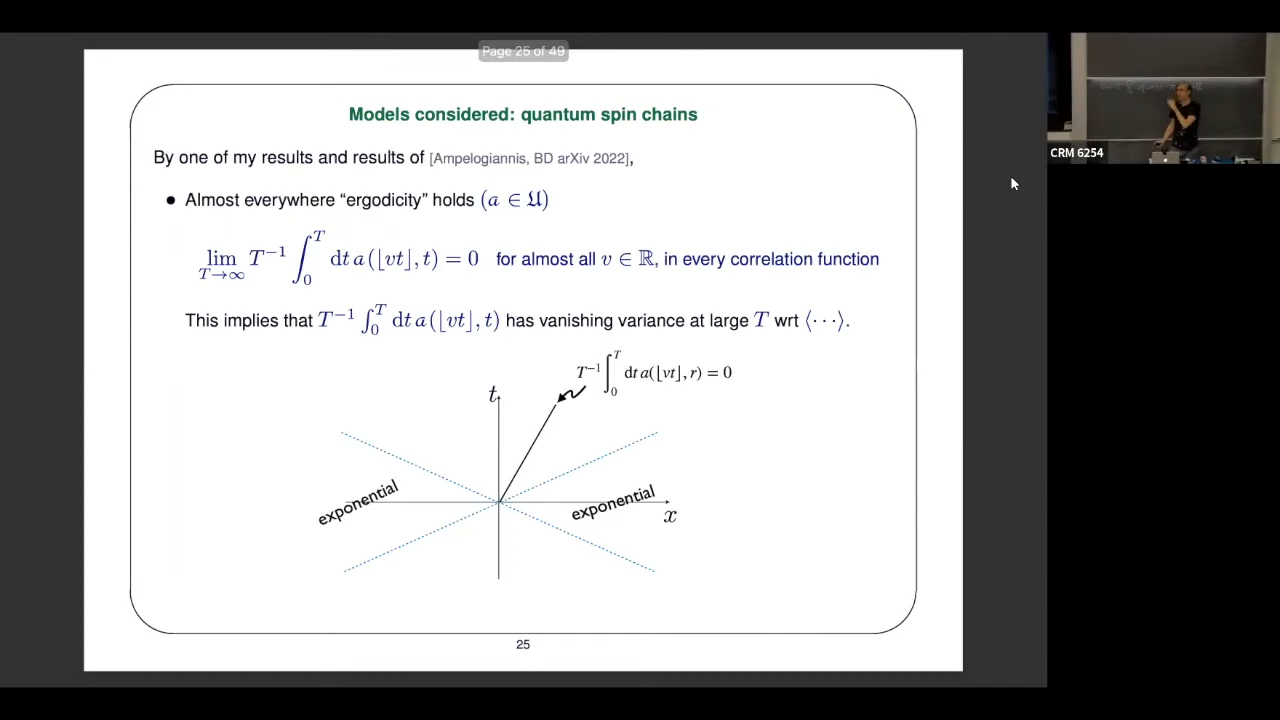 Page 25 of 49
Models considered: quantum spin chains
By one of my results and results of [Ampelogiannis, BD arXiv 2022],
• Almost everywhere “ergodicity” holds (a ∈ 𝔘)
lim_{T→∞} T⁻¹ ∫₀ᵀ dt a(⌊vt⌋, t) = 0 for almost all v ∈ ℝ, in every correlation function
This implies that T⁻¹ ∫₀ᵀ dt a(⌊vt⌋, t) has vanishing variance at large T wrt ⟨· · ·⟩.
T⁻¹ ∫₀ᵀ dt a(⌊vt⌋, r) = 0
t
exponential
exponential
x
25
CRM 6254